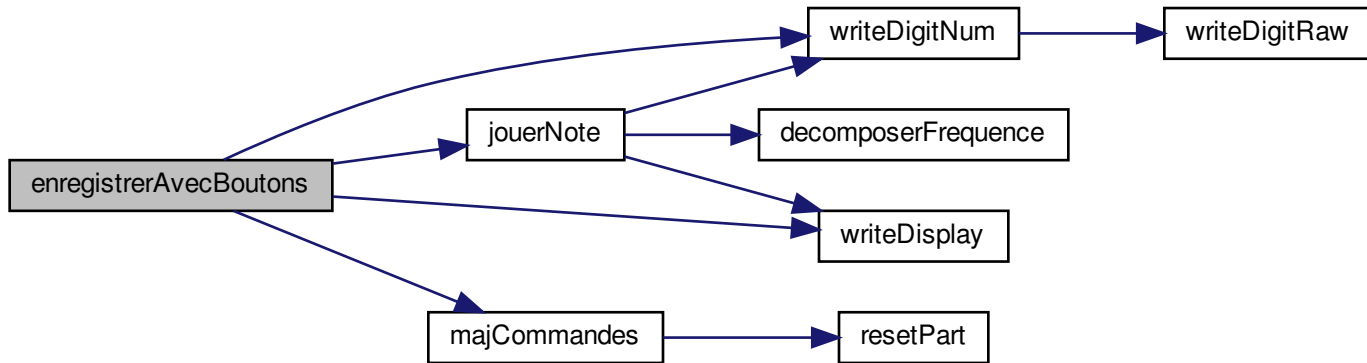 writeDigitNum
writeDigitRaw
jouerNote
decomposerFrequence
enregistrerAvecBoutons
writeDisplay
majCommandes
resetPart